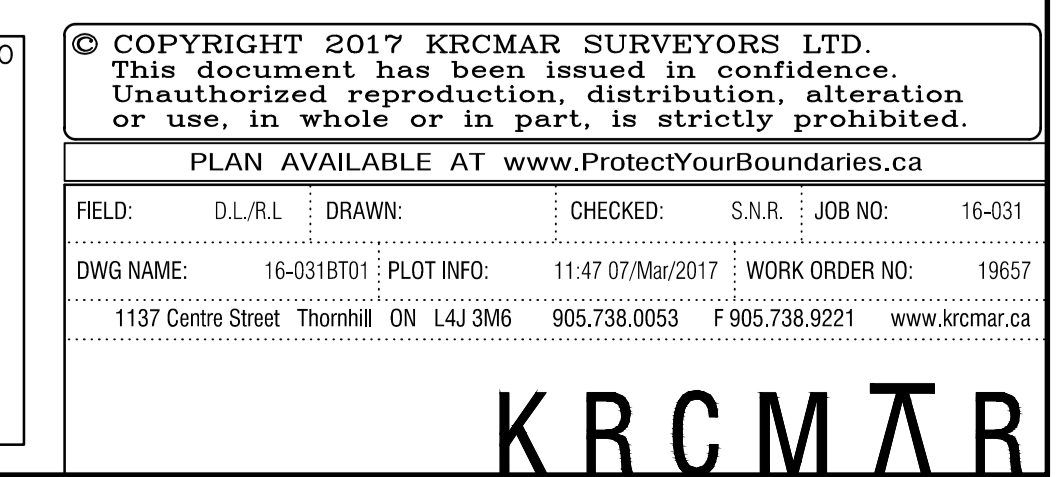 © COPYRIGHT 2017 KRCMAR SURVEYORS LTD.
This document has been issued in confidence.
Unauthorized reproduction, distribution, alteration
or use, in whole or in part, is strictly prohibited.
PLAN AVAILABLE AT www.ProtectYourBoundaries.ca
FIELD: D.L./R.L DRAWN: CHECKED: S.N.R. JOB NO: 16-031
DWG NAME: 16-031BT01 PLOT INFO: 11:47 07/Mar/2017 WORK ORDER NO: 19657
1137 Centre Street Thornhill ON L4J 3M6 905.738.0053 F 905.738.9221 www.krcmar.ca
KRCMAR